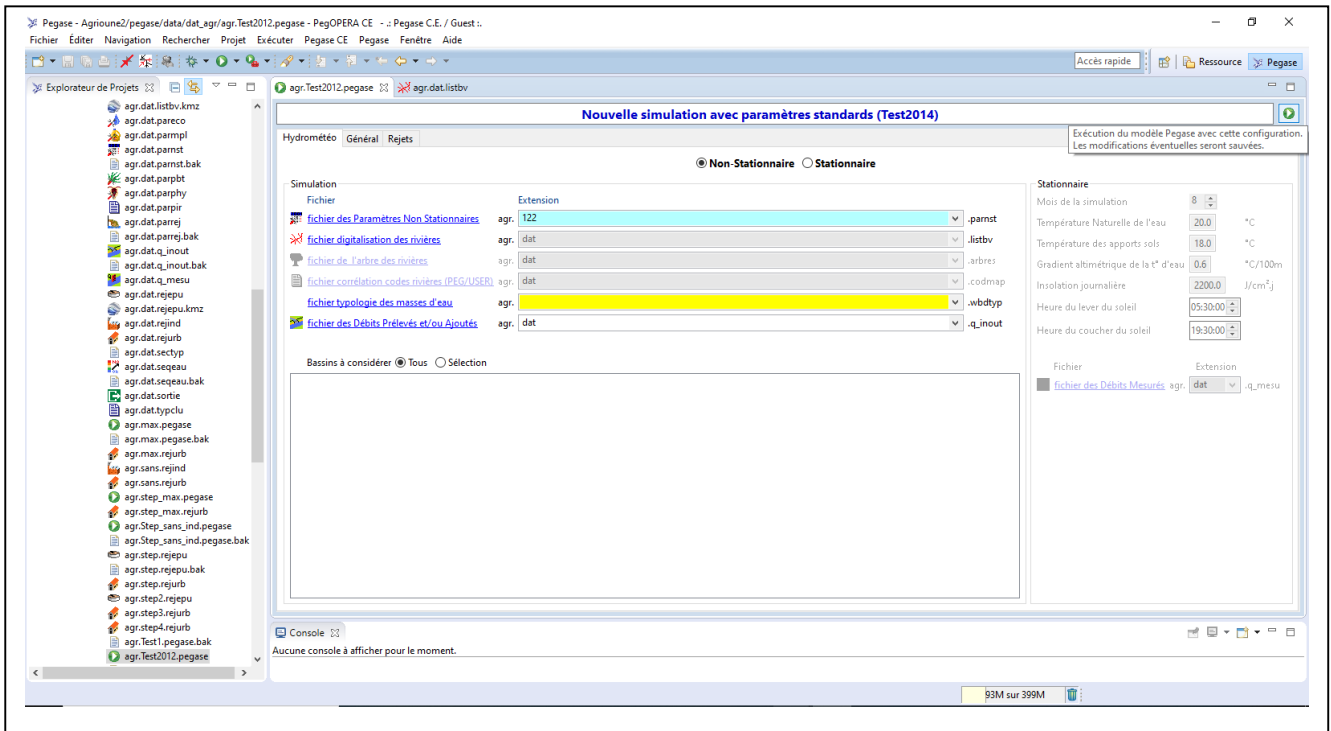 Pegase - Agrioune2/pegase/data/dat_agr/agr.Test2012.pegase - PegOPERA CE - .: Pegase C.E. / Guest :.
Fichier Éditer Navigation Rechercher Projet Exécuter Pegase CE Pegase Fenêtre Aide
Accès rapide Ressource Pegase
Explorateur de Projets
agr.dat.listbv.kmz
agr.dat.pareco
agr.dat.parmpl
agr.dat.parnst
agr.dat.parnst.bak
agr.dat.parpbt
agr.dat.parphy
agr.dat.parpir
agr.dat.parrej
agr.dat.parrej.bak
agr.dat.q_inout
agr.dat.q_inout.bak
agr.dat.q_mesu
agr.dat.rejepu
agr.dat.rejepu.kmz
agr.dat.rejind
agr.dat.rejurb
agr.dat.sectyp
agr.dat.seqeau
agr.dat.seqeau.bak
agr.dat.sortie
agr.dat.typclu
agr.max.pegase
agr.max.pegase.bak
agr.max.rejurb
agr.sans.rejind
agr.sans.rejurb
agr.step_max.pegase
agr.step_max.rejurb
agr.Step_sans_ind.pegase
agr.Step_sans_ind.pegase.bak
agr.step.rejepu
agr.step.rejepu.bak
agr.step.rejurb
agr.step2.rejepu
agr.step3.rejurb
agr.step4.rejurb
agr.Test1.pegase.bak
agr.Test2012.pegase
agr.Test2012.pegase agr.dat.listbv
Nouvelle simulation avec paramètres standards (Test2014)
Exécution du modèle Pegase avec cette configuration.
Les modifications éventuelles seront sauvées.
Hydrométéo Général Rejets
Non-Stationnaire Stationnaire
Simulation
Fichier Extension
fichier des Paramètres Non Stationnaires agr. 122 .parnst
fichier digitalisation des rivières agr. dat .listbv
fichier de l'arbre des rivières agr. dat .arbres
fichier corrélation codes rivières (PEG/USER) agr. dat .codmap
fichier typologie des masses d'eau agr. .wbdtyp
fichier des Débits Prélevés et/ou Ajoutés agr. dat .q_inout
Bassins à considérer Tous Sélection
Stationnaire
Mois de la simulation 8
Température Naturelle de l'eau 20.0 °C
Température des apports sols 18.0 °C
Gradient altimétrique de la t° d'eau 0.6 °C/100m
Insolation journalière 2200.0 J/cm².j
Heure du lever du soleil 05:30:00
Heure du coucher du soleil 19:30:00
Fichier Extension
fichier des Débits Mesurés agr. dat .q_mesu
Console
Aucune console à afficher pour le moment.
93M sur 399M